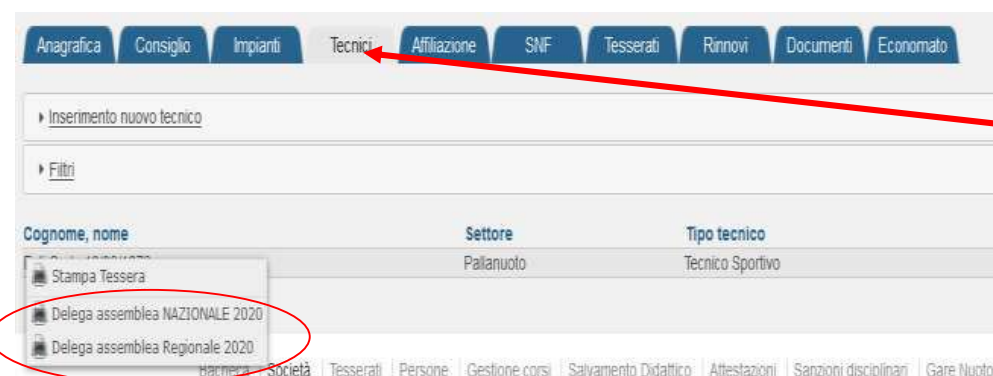 Anagrafica Consiglio Impianti Tecnici Affiliazione SNF Tesserati Rinnovi Documenti Economato
Inserimento nuovo tecnico
Filtri
Cognome, nome Settore Tipo tecnico
Pallanuoto Tecnico Sportivo
Stampa Tessera
Delega assemblea NAZIONALE 2020
Delega assemblea Regionale 2020
Bacheca Società Tesserati Persone Gestione corsi Salvamento Didattico Attestazioni Sanzioni disciplinari Gare Nuoto